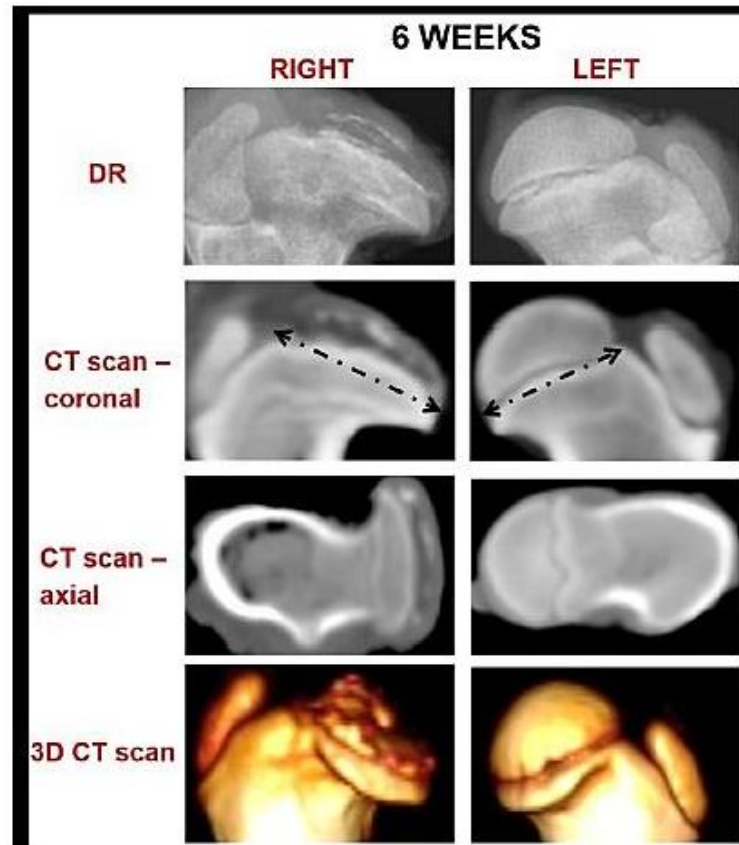 6 WEEKS
RIGHT LEFT
DR
CT scan –
coronal
CT scan –
axial
3D CT scan